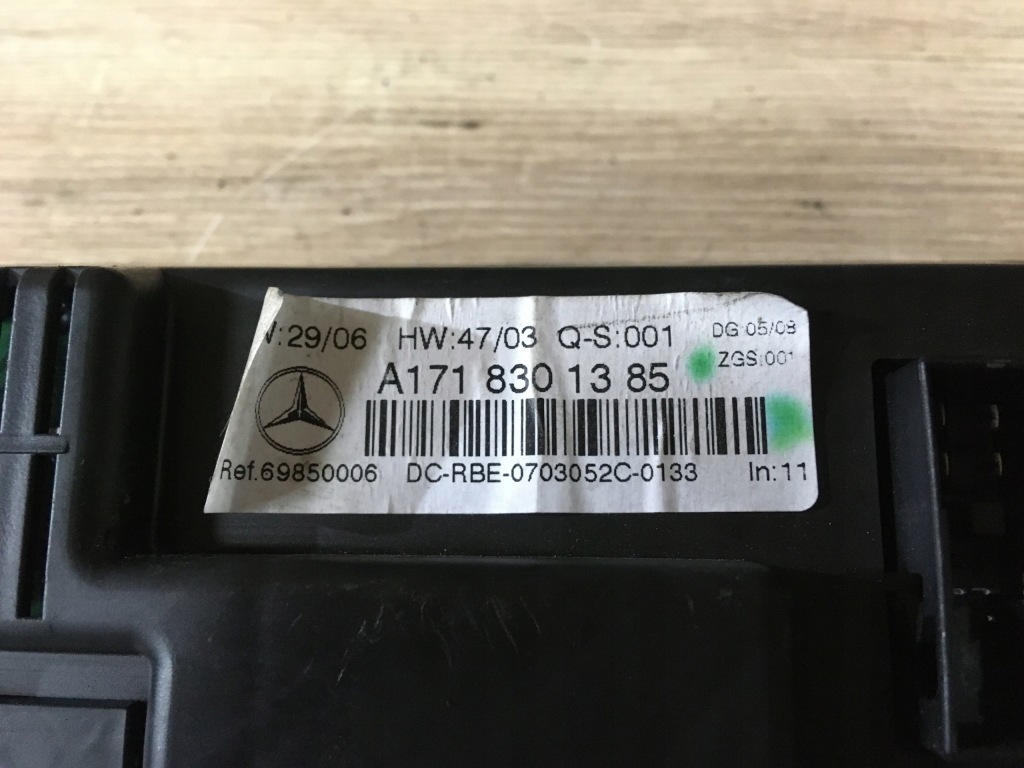 :29/06 HW:47/03 Q-S:001 DG:05/08
ZGS:001
A171 830 13 85
Ref.69850006 DC-RBE-0703052C-0133 In:11